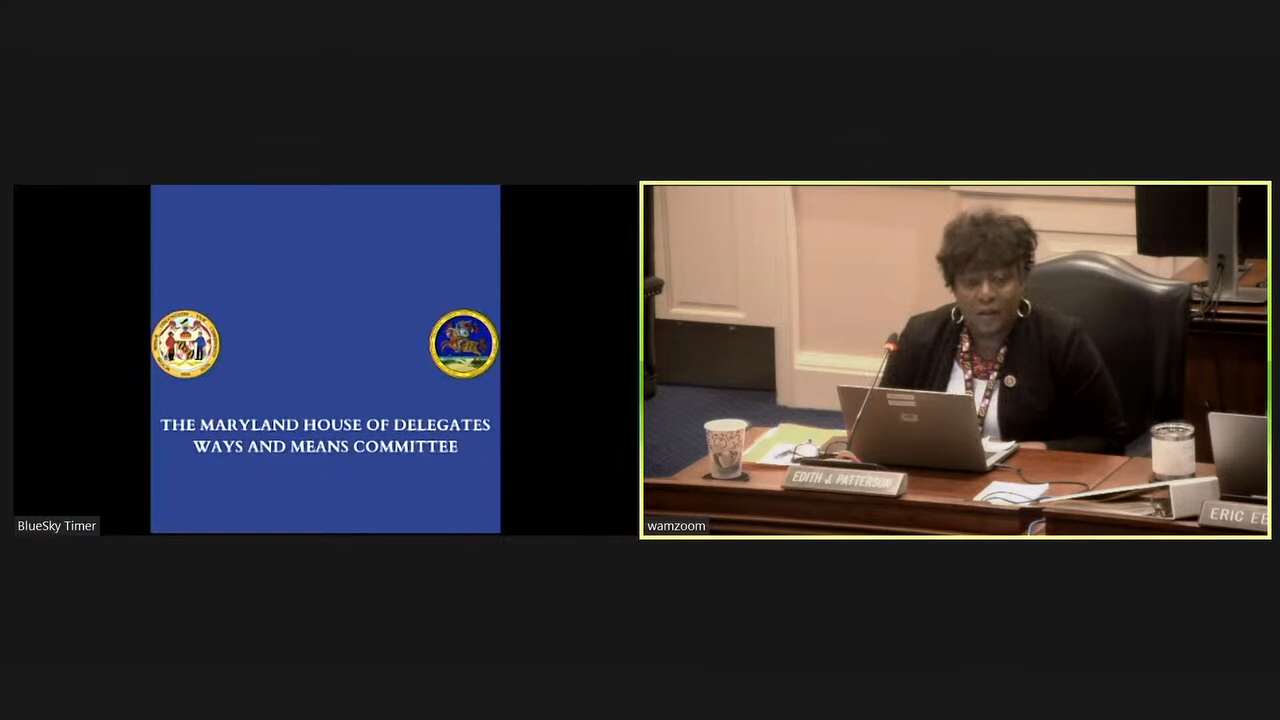 THE MARYLAND HOUSE OF DELEGATES
WAYS AND MEANS COMMITTEE
BlueSky Timer
wamzoom
EDITH J. PATTERSON
ERIC